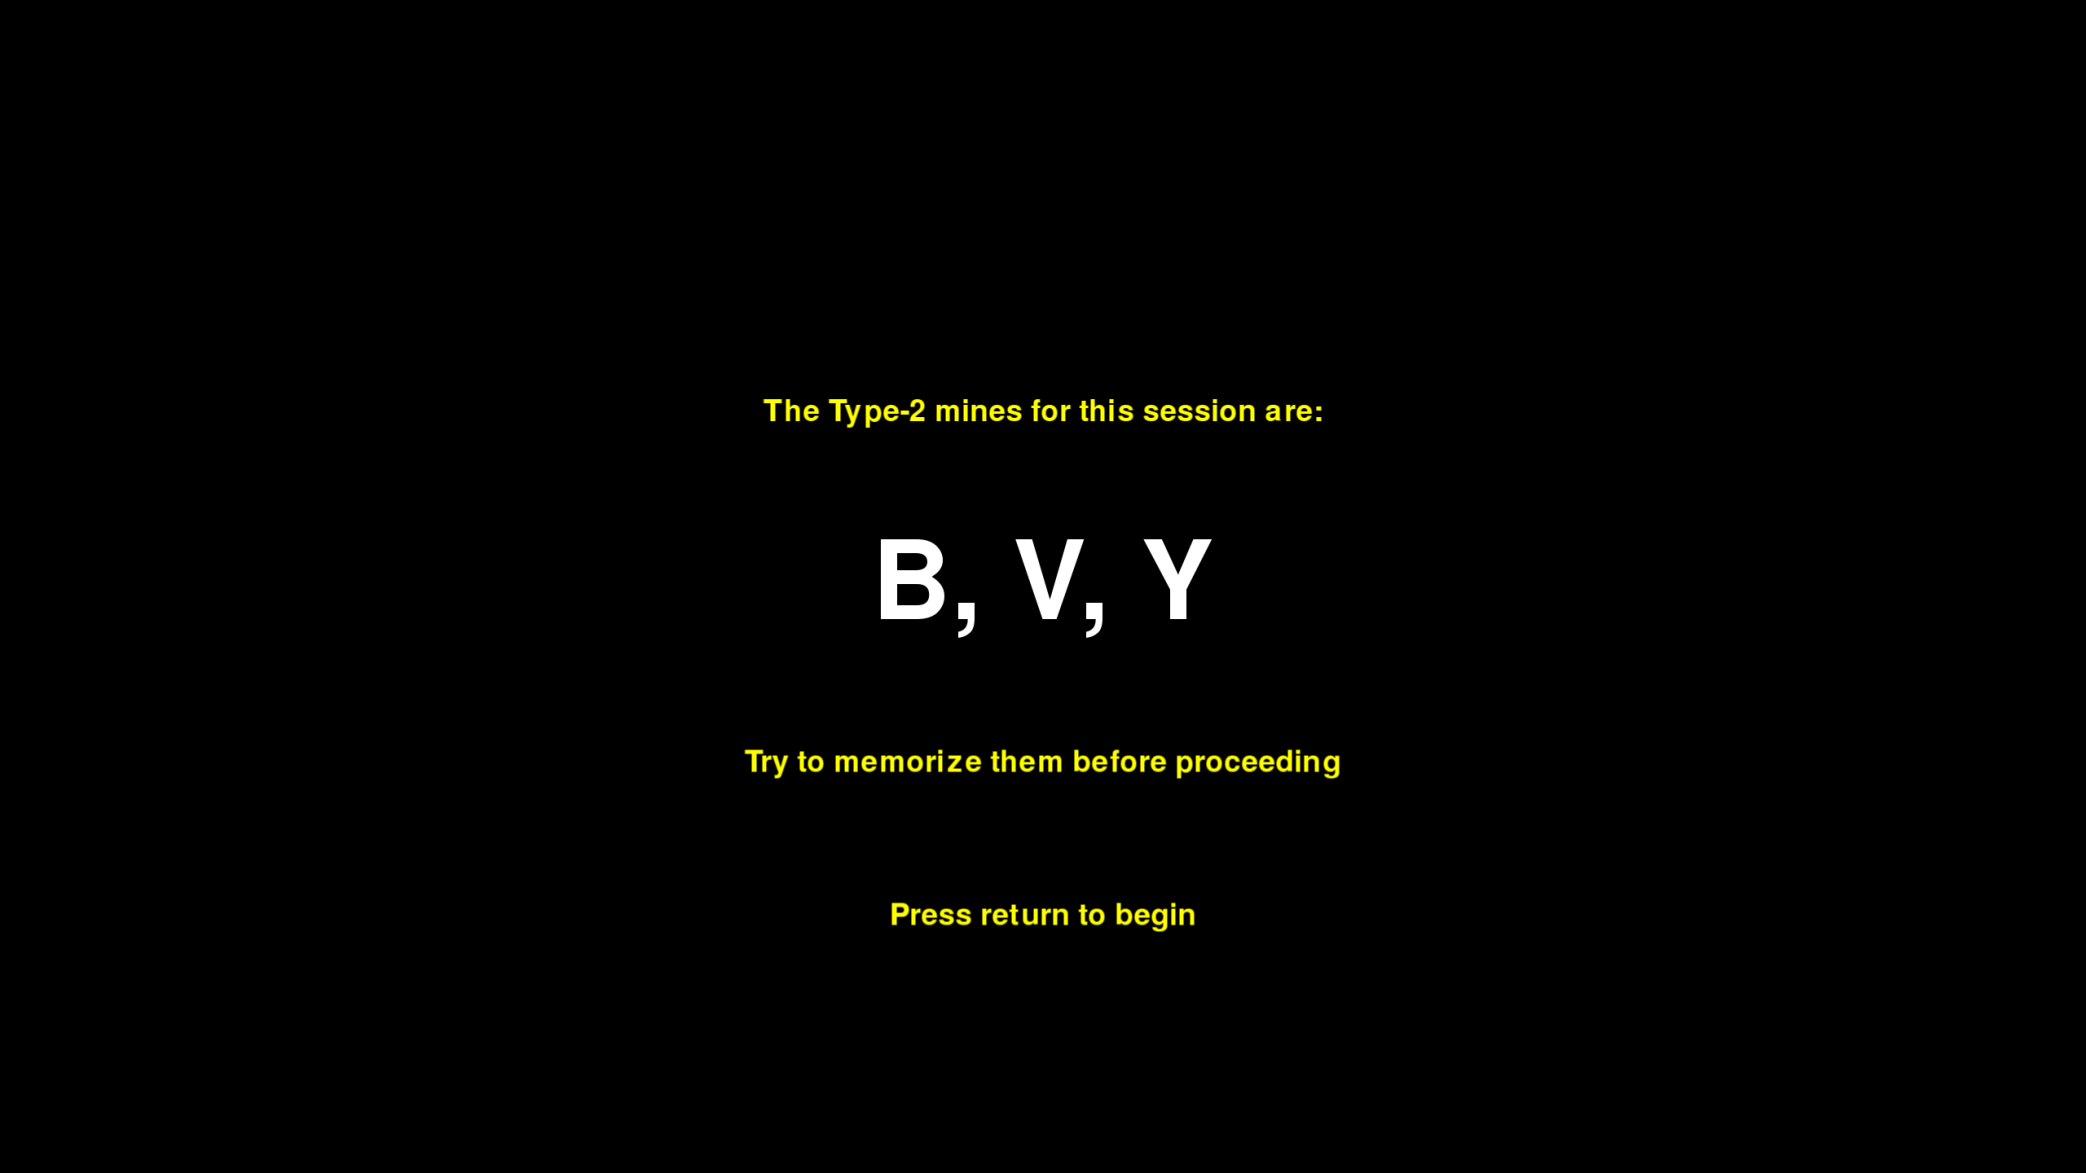 The Type-2 mines for this session are:
B, V, Y
Try to memorize them before proceeding
Press return to begin